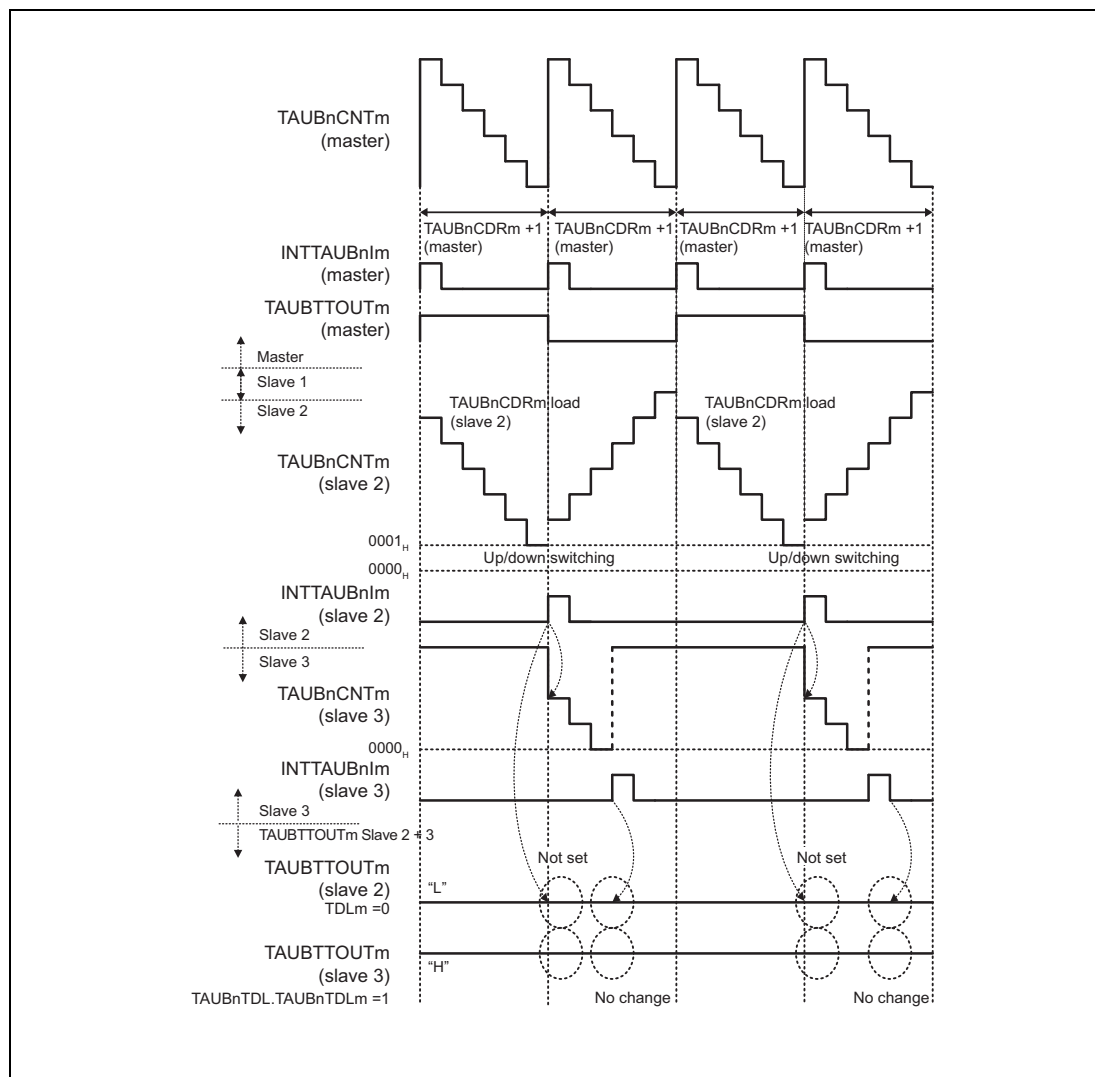 TAUBnCNTm
(master)
TAUBnCDRm +1
(master)
TAUBnCDRm +1
(master)
TAUBnCDRm +1
(master)
TAUBnCDRm +1
(master)
INTTAUBnIm
(master)
TAUBTTOUTm
(master)
Master
Slave 1
Slave 2
TAUBnCDRm load
(slave 2)
TAUBnCDRm load
(slave 2)
TAUBnCNTm
(slave 2)
0001H
Up/down switching
Up/down switching
0000H
INTTAUBnIm
(slave 2)
Slave 2
Slave 3
TAUBnCNTm
(slave 3)
0000H
INTTAUBnIm
(slave 3)
Slave 3
TAUBTTOUTm Slave 2 + 3
Not set
Not set
TAUBTTOUTm
(slave 2)
TDLm =0
“L”
TAUBTTOUTm
(slave 3)
“H”
TAUBnTDL.TAUBnTDLm =1
No change
No change